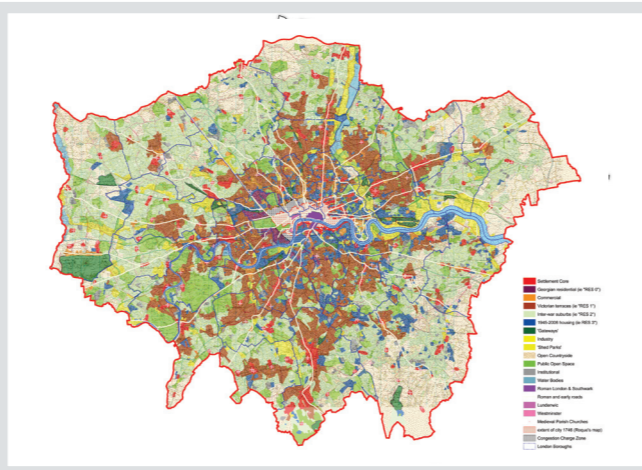 Settlement Core
Georgian residential (ie "RES 0")
Commercial
Victorian terraces (ie "RES 1")
Inter-war suburbs (ie "RES 2")
1945-2009 housing (ie RES 3")
'Gateways'
Industry
'Shed Parks'
Open Countryside
Public Open Space
Institutional
Water Bodies
Roman London & Southwark
Roman and early roads
Lundenwic
Westminster
Medieval Parish Churches
extent of city 1746 (Roque's map)
Congestion Charge Zone
London Boroughs